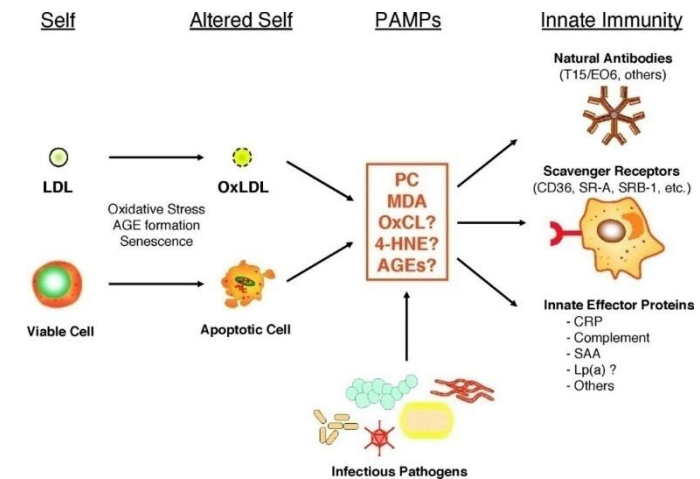 Self
Altered Self
PAMPs
Innate Immunity
Natural Antibodies
(T15/EO6, others)
LDL
OxLDL
Oxidative Stress
AGE formation
Senescence
Viable Cell
Apoptotic Cell
PC
MDA
OxCL?
4-HNE?
AGEs?
Infectious Pathogens
Scavenger Receptors
(CD36, SR-A, SRB-1, etc.)
Innate Effector Proteins
- CRP
- Complement
- SAA
- Lp(a) ?
- Others